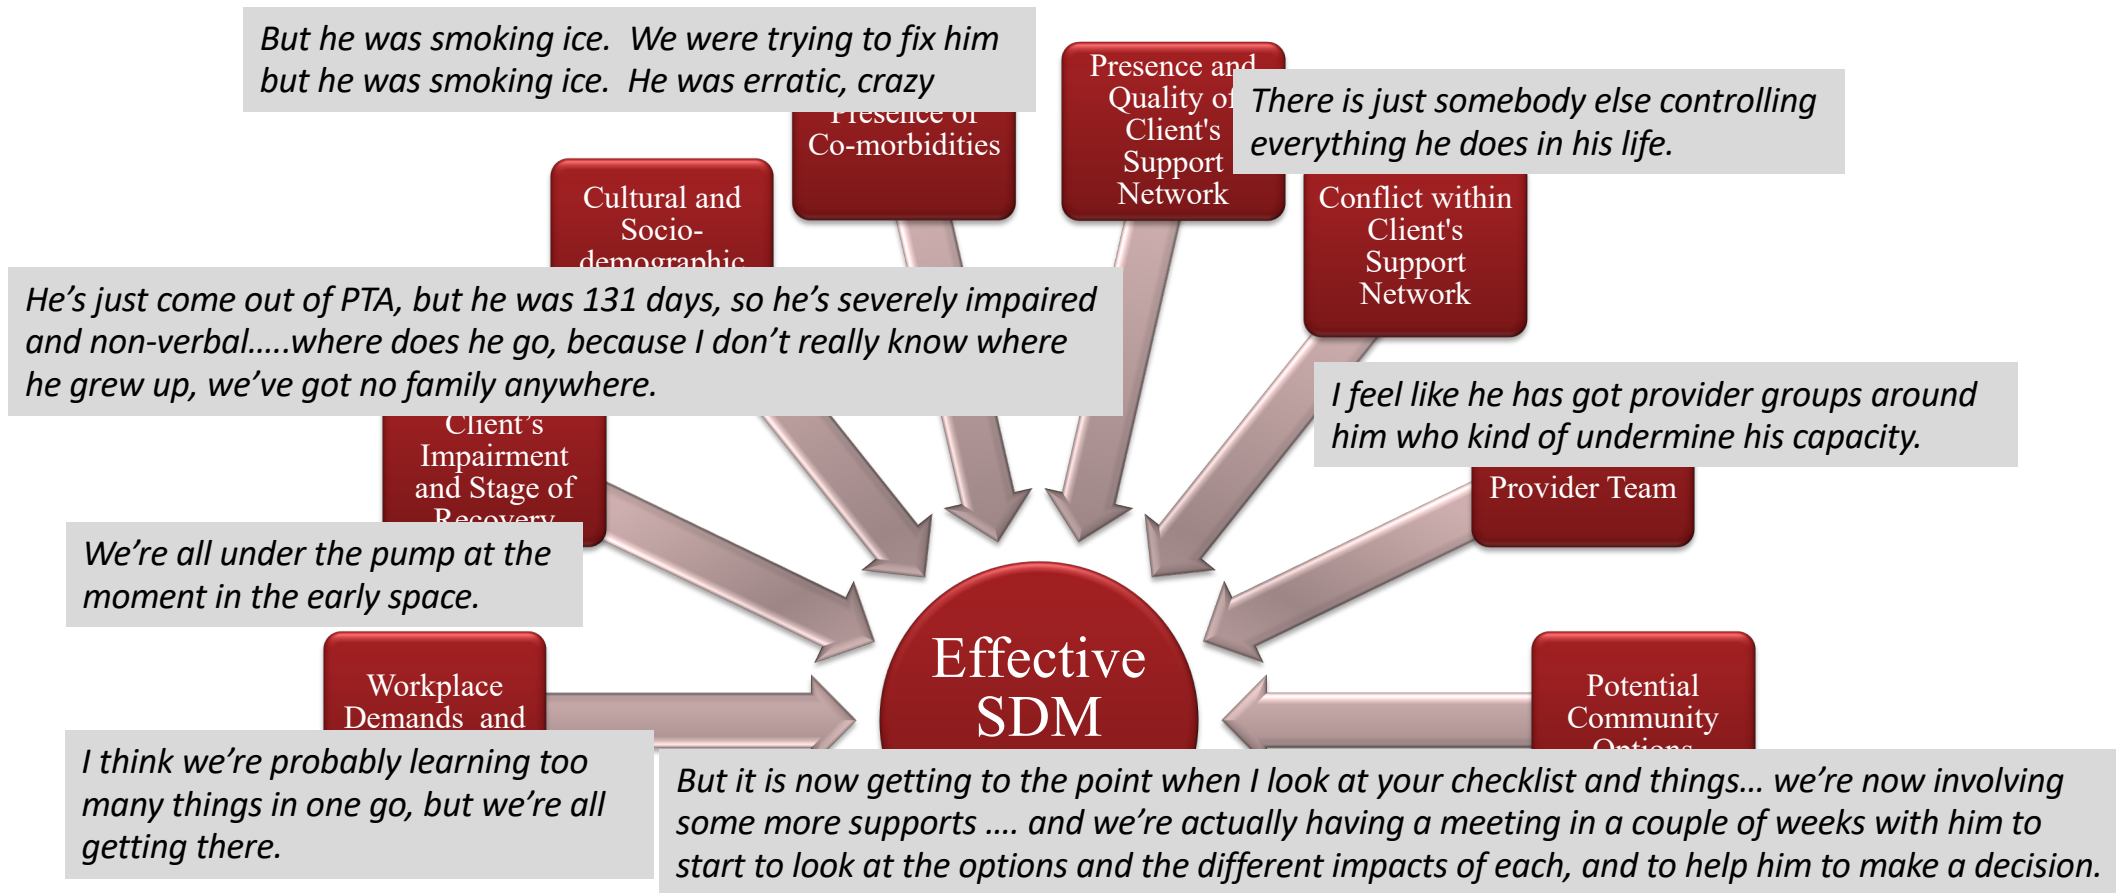 But he was smoking ice.  We were trying to fix him
but he was smoking ice.  He was erratic, crazy
Presence of
Co-morbidities
Presence and
Quality of
Client's
Support
Network
There is just somebody else controlling
everything he does in his life.
Cultural and
Socio-
demographic
Conflict within
Client's
Support
Network
He’s just come out of PTA, but he was 131 days, so he’s severely impaired
and non-verbal…..where does he go, because I don’t really know where
he grew up, we’ve got no family anywhere.
I feel like he has got provider groups around
him who kind of undermine his capacity.
Client’s
Impairment
and Stage of
Recovery
Provider Team
We’re all under the pump at the
moment in the early space.
Effective
SDM
Workplace
Demands  and
Potential
Community
Options
I think we’re probably learning too
many things in one go, but we’re all
getting there.
But it is now getting to the point when I look at your checklist and things… we’re now involving
some more supports …. and we’re actually having a meeting in a couple of weeks with him to
start to look at the options and the different impacts of each, and to help him to make a decision.